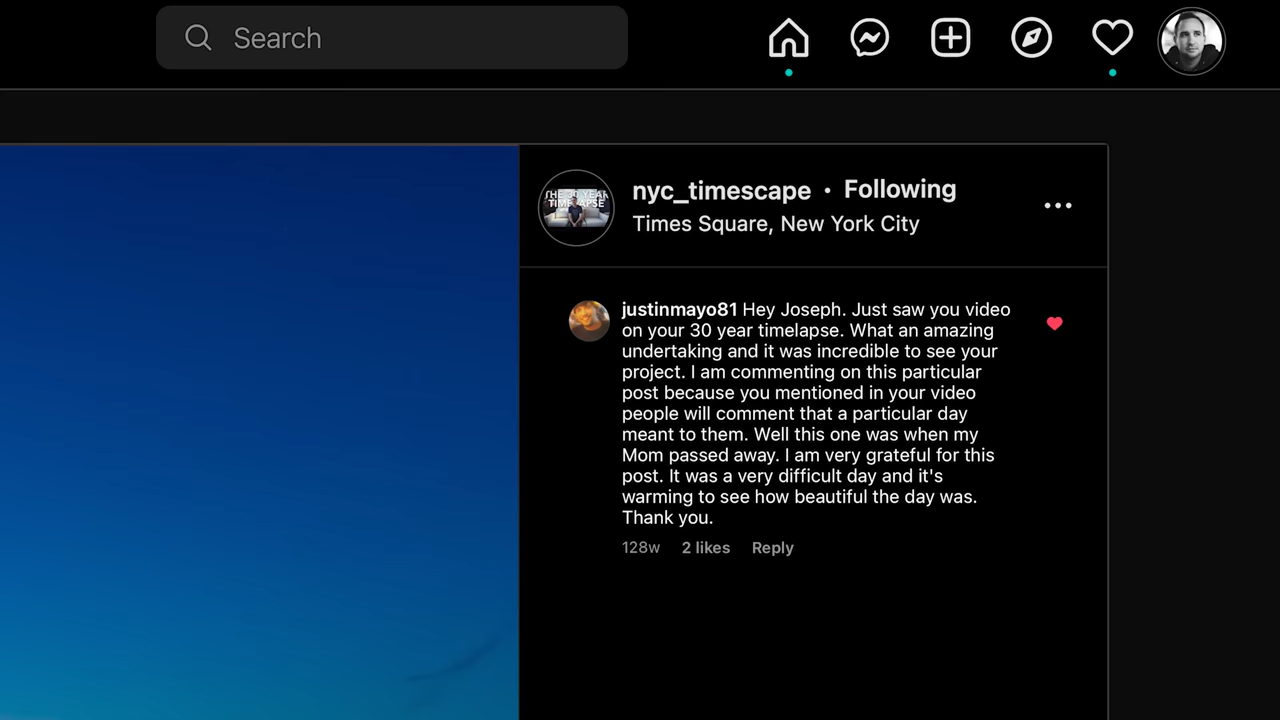 Search
THE 30 YEAR
TIMELAPSE
nyc_timescape • Following
Times Square, New York City
justinmayo81 Hey Joseph. Just saw you video
on your 30 year timelapse. What an amazing
undertaking and it was incredible to see your
project. I am commenting on this particular
post because you mentioned in your video
people will comment that a particular day
meant to them. Well this one was when my
Mom passed away. I am very grateful for this
post. It was a very difficult day and it's
warming to see how beautiful the day was.
Thank you.
128w 2 likes Reply